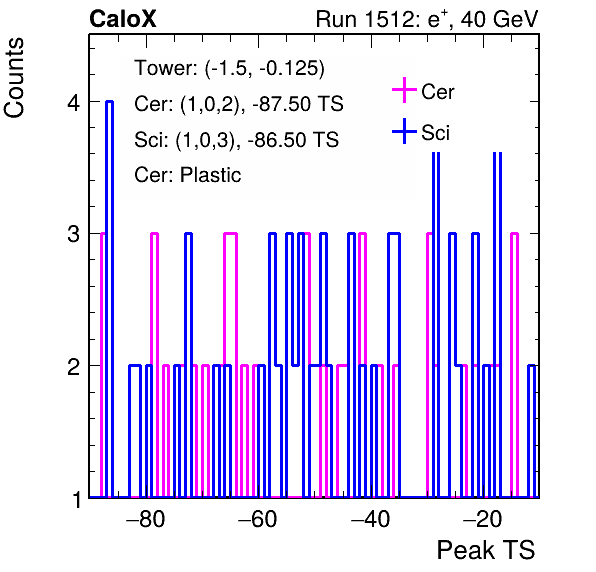 CaloX Run 1512: e⁺, 40 GeV
Counts
Tower: (-1.5, -0.125)
Cer: (1,0,2), -87.50 TS
Sci: (1,0,3), -86.50 TS
Cer: Plastic
Cer
Sci
4
3
2
1
−80 −60 −40 −20
Peak TS